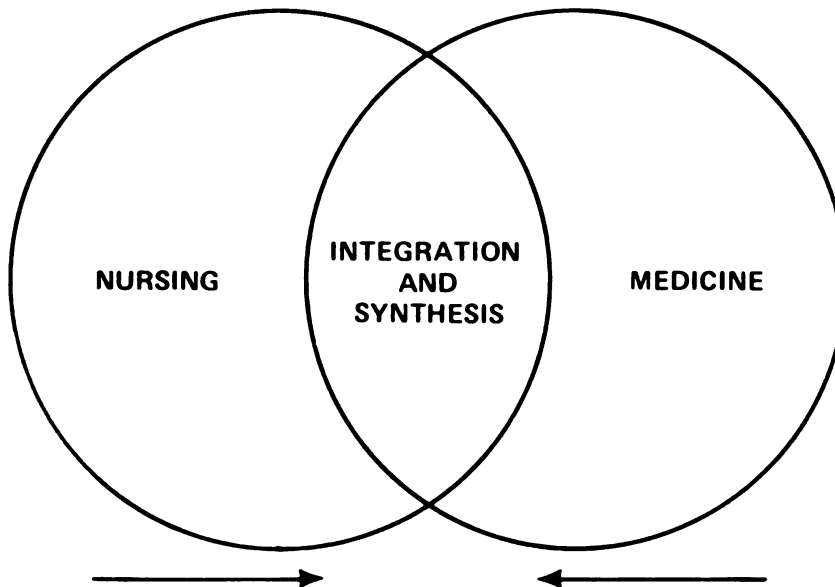 NURSING
INTEGRATION
AND
SYNTHESIS
MEDICINE